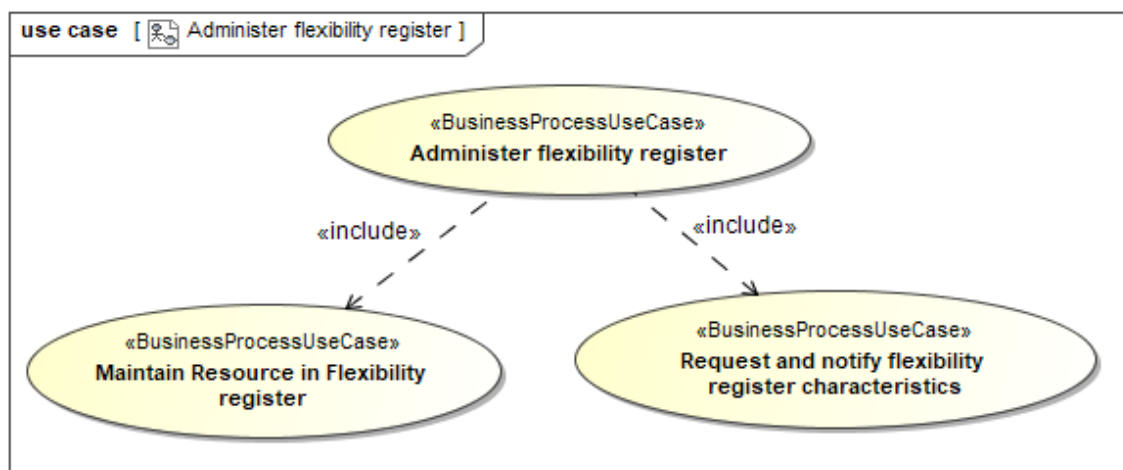 use case [ Administer flexibility register ]
«BusinessProcessUseCase»
Administer flexibility register
«include»
«include»
«BusinessProcessUseCase»
Maintain Resource in Flexibility
register
«BusinessProcessUseCase»
Request and notify flexibility
register characteristics